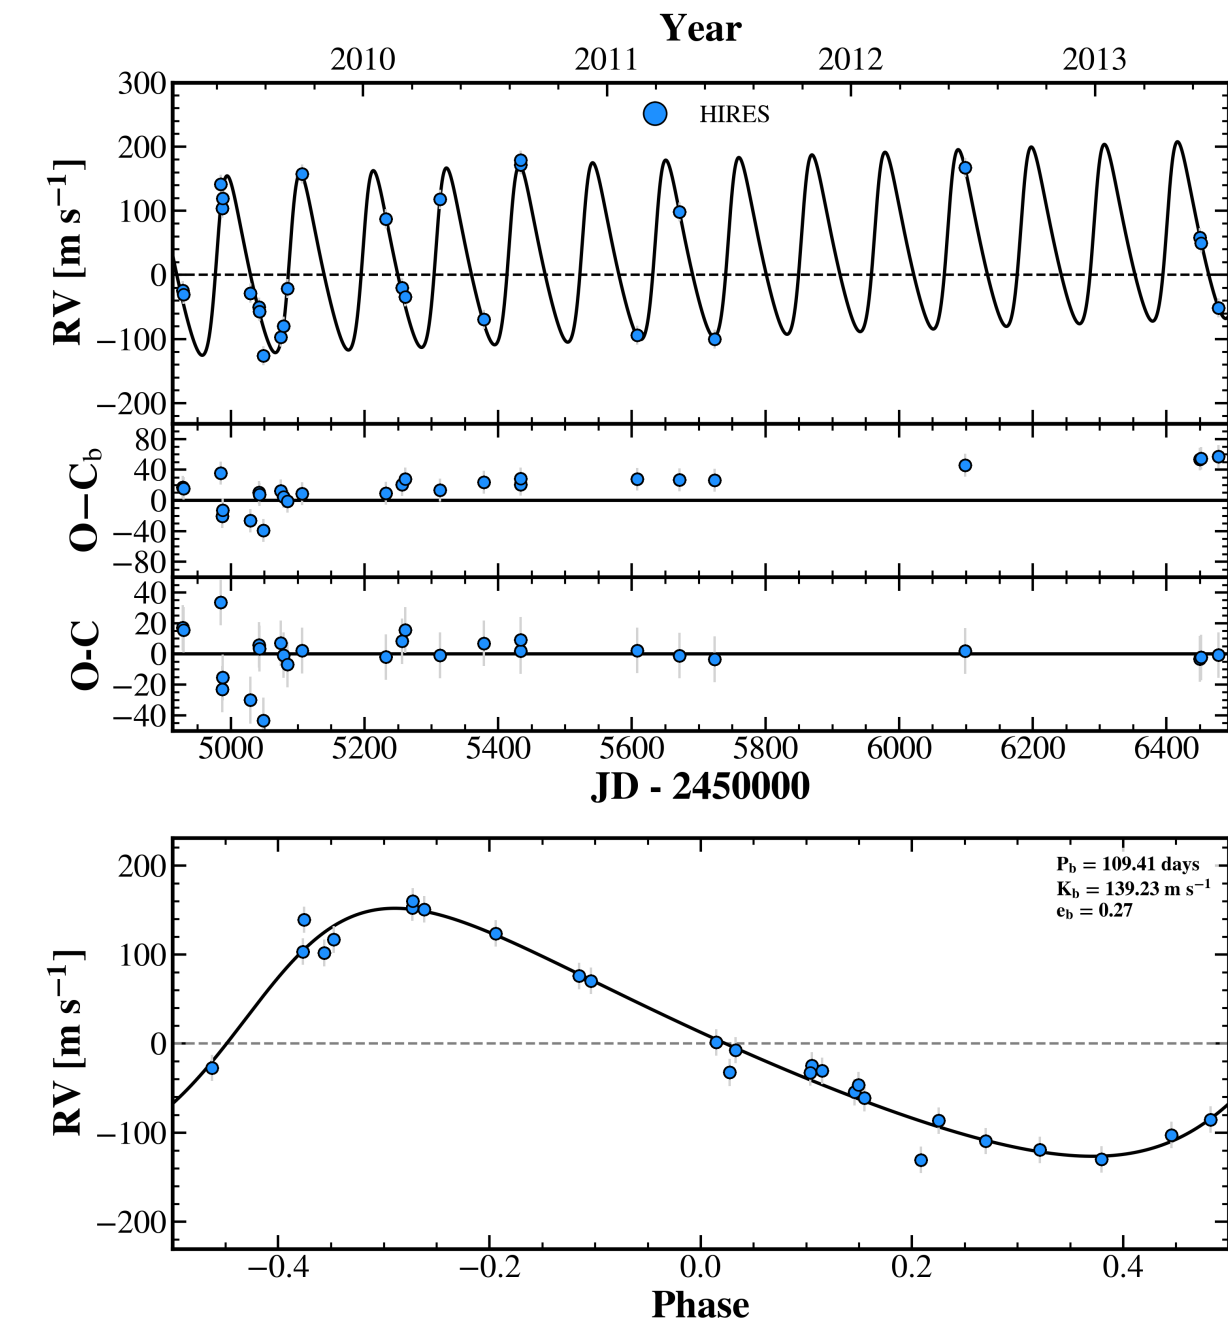 Year
2010 2011 2012 2013
300
200
100
0
−100
−200
RV [m s⁻¹]
HIRES
80
40
0
−40
−80
O−C_b
40
20
0
−20
−40
O-C
5000 5200 5400 5600 5800 6000 6200 6400
JD - 2450000
200
100
0
−100
−200
RV [m s⁻¹]
P_b = 109.41 days
K_b = 139.23 m s⁻¹
e_b = 0.27
−0.4 −0.2 0.0 0.2 0.4
Phase